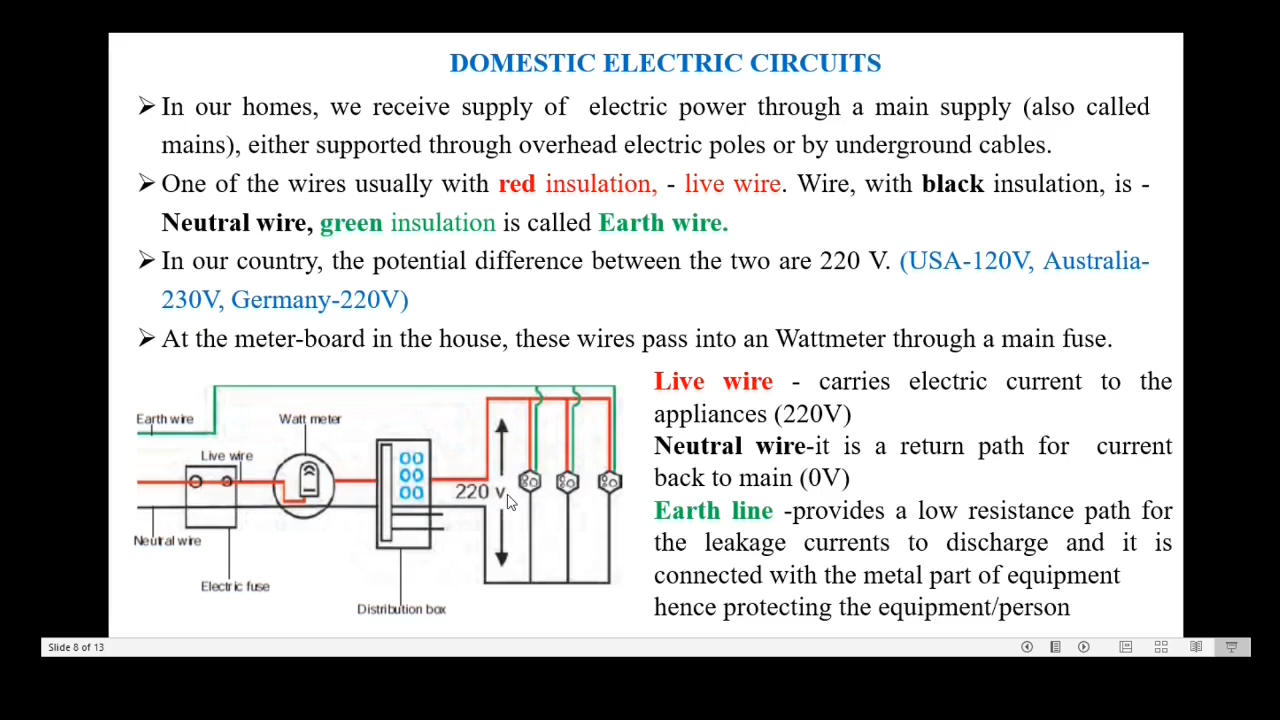 DOMESTIC ELECTRIC CIRCUITS
➢ In our homes, we receive supply of electric power through a main supply (also called
mains), either supported through overhead electric poles or by underground cables.
➢ One of the wires usually with red insulation, - live wire. Wire, with black insulation, is -
Neutral wire, green insulation is called Earth wire.
➢ In our country, the potential difference between the two are 220 V. (USA-120V, Australia-
230V, Germany-220V)
➢ At the meter-board in the house, these wires pass into an Wattmeter through a main fuse.
Earth wire
Watt meter
Live wire
220 v
Neutral wire
Electric fuse
Distribution box
Live wire - carries electric current to the
appliances (220V)
Neutral wire-it is a return path for current
back to main (0V)
Earth line -provides a low resistance path for
the leakage currents to discharge and it is
connected with the metal part of equipment
hence protecting the equipment/person
Slide 8 of 13